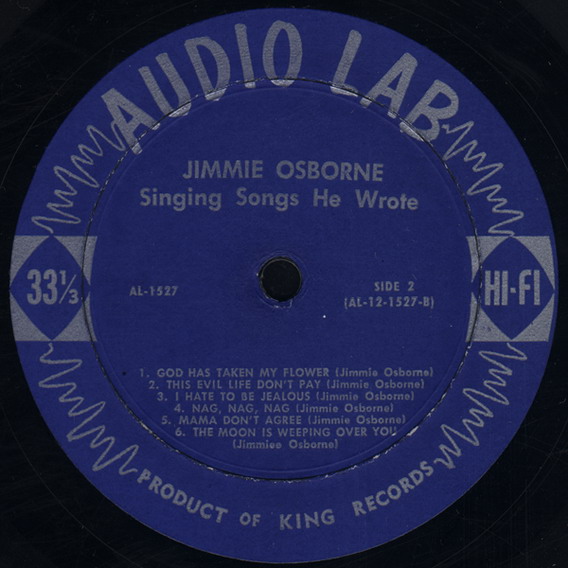 AUDIO LAB
JIMMIE OSBORNE
Singing Songs He Wrote
33 1/3
HI-FI
AL-1527
SIDE 2
(AL-12-1527-B)
1. GOD HAS TAKEN MY FLOWER (Jimmie Osborne)
2. THIS EVIL LIFE DON'T PAY (Jimmie Osborne)
3. I HATE TO BE JEALOUS (Jimmie Osborne)
4. NAG, NAG, NAG (Jimmie Osborne)
5. MAMA DON'T AGREE (Jimmie Osborne)
6. THE MOON IS WEEPING OVER YOU
(Jimmiee Osborne)
PRODUCT OF KING RECORDS